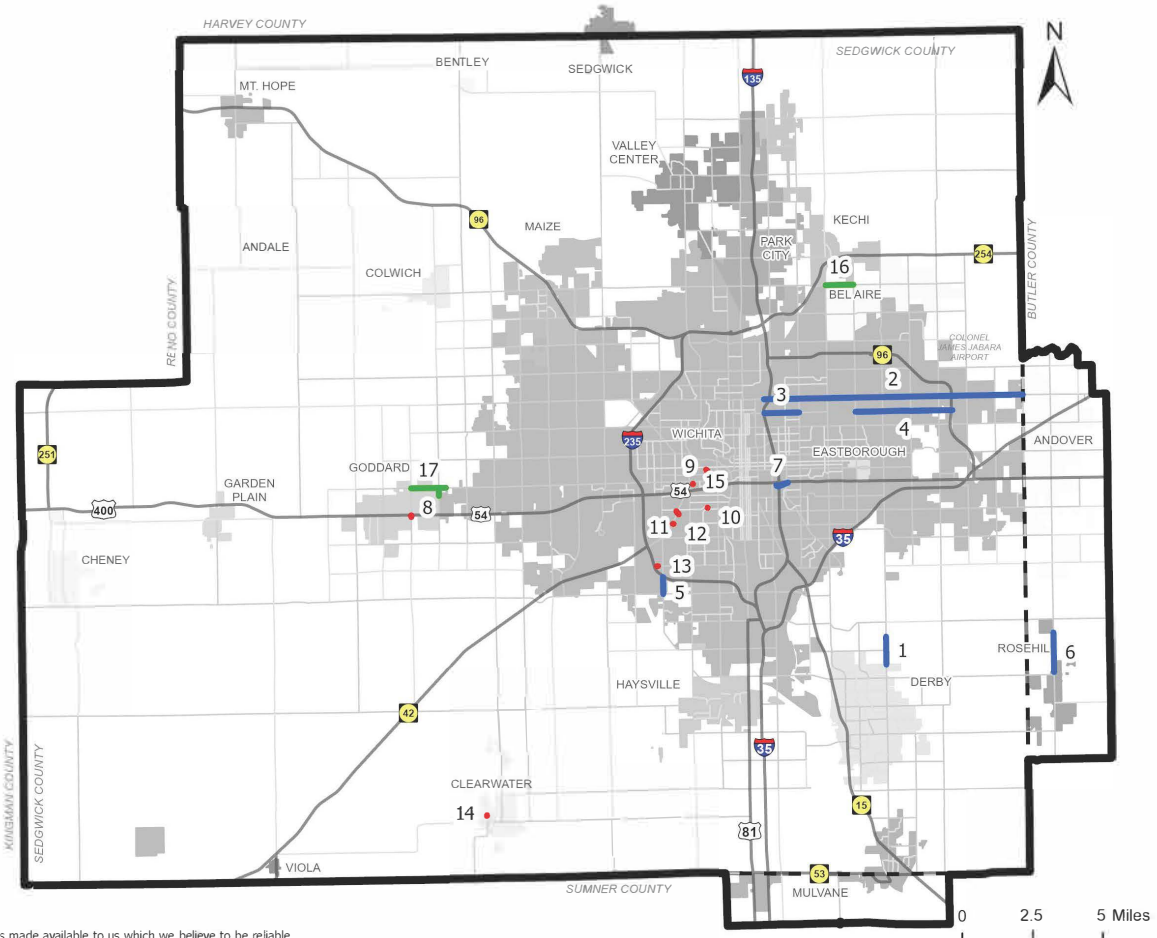 HARVEY COUNTY
N
SEDGWICK COUNTY
BENTLEY
SEDGWICK
135
MT. HOPE
VALLEY
CENTER
96
MAIZE
KECHI
ANDALE
PARK
CITY
254
COLWICH
16
BEL AIRE
BUTLER COUNTY
RENO COUNTY
COLONEL
JAMES JABARA
AIRPORT
96
2
3
WICHITA
4
235
ANDOVER
251
EASTBOROUGH
GODDARD
17
9
7
15
GARDEN
PLAIN
54
400
8
54
10
11
12
35
CHENEY
13
5
1
ROSEHIL
6
HAYSVILLE
DERBY
42
35
KINGMAN COUNTY
SEDGWICK COUNTY
CLEARWATER
14
15
81
VIOLA
53
SUMNER COUNTY
MULVANE
0 2.5 5 Miles
s made available to us which we believe to be reliable.